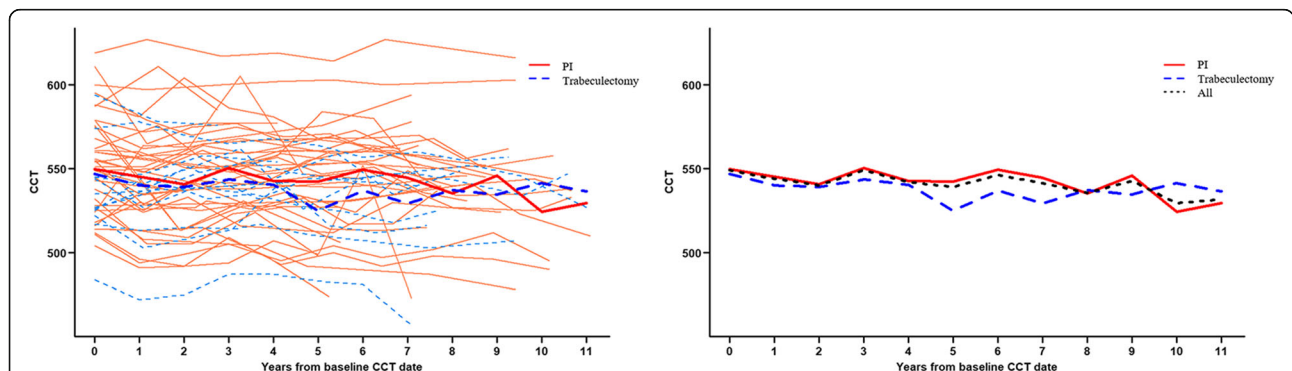 PI
Trabeculectomy
600
550
500
CCT
0 1 2 3 4 5 6 7 8 9 10 11
Years from baseline CCT date
PI
Trabeculectomy
All
600
550
500
CCT
0 1 2 3 4 5 6 7 8 9 10 11
Years from baseline CCT date